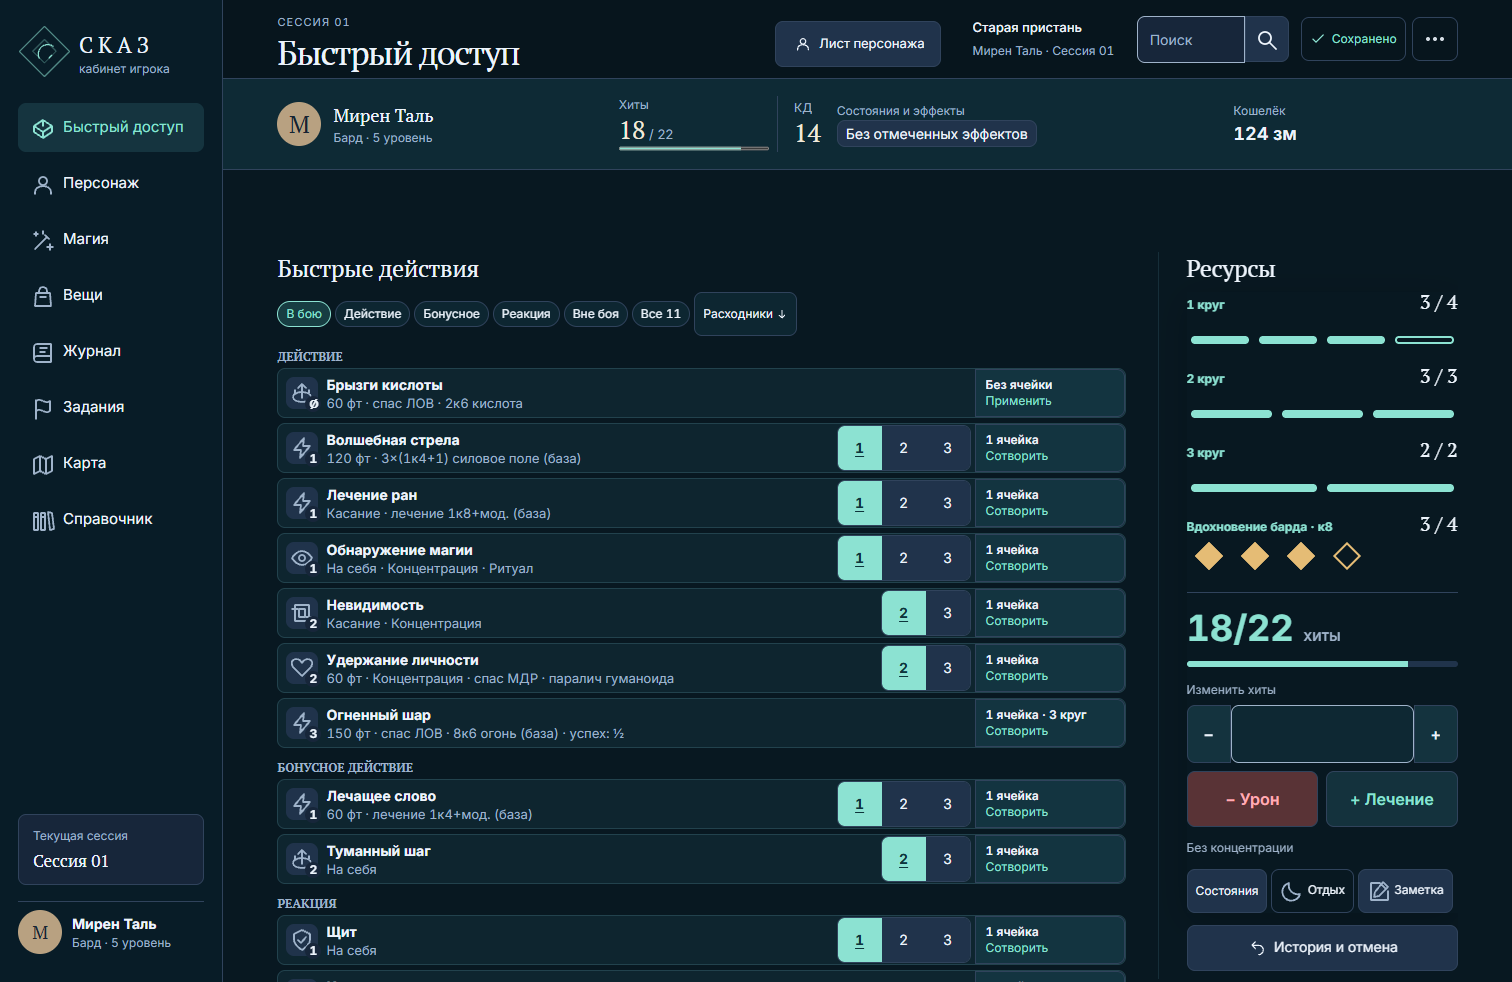 СКАЗ
кабинет игрока
Быстрый доступ
Персонаж
Магия
Вещи
Журнал
Задания
Карта
Справочник
Текущая сессия
Сессия 01
М
Мирен Таль
Бард · 5 уровень
СЕССИЯ 01
Быстрый доступ
Лист персонажа
Старая пристань
Мирен Таль · Сессия 01
Поиск
Сохранено
М
Мирен Таль
Бард · 5 уровень
Хиты
18 / 22
КД
14
Состояния и эффекты
Без отмеченных эффектов
Кошелёк
124 зм
Быстрые действия
В бою
Действие
Бонусное
Реакция
Вне боя
Все 11
Расходники ↓
ДЕЙСТВИЕ
Ø
Брызги кислоты
60 фт · спас ЛОВ · 2к6 кислота
Без ячейки
Применить
1
Волшебная стрела
120 фт · 3×(1к4+1) силовое поле (база)
1 2 3
1 ячейка
Сотворить
1
Лечение ран
Касание · лечение 1к8+мод. (база)
1 2 3
1 ячейка
Сотворить
1
Обнаружение магии
На себя · Концентрация · Ритуал
1 2 3
1 ячейка
Сотворить
2
Невидимость
Касание · Концентрация
2 3
1 ячейка
Сотворить
2
Удержание личности
60 фт · Концентрация · спас МДР · паралич гуманоида
2 3
1 ячейка
Сотворить
3
Огненный шар
150 фт · спас ЛОВ · 8к6 огонь (база) · успех: ½
1 ячейка · 3 круг
Сотворить
БОНУСНОЕ ДЕЙСТВИЕ
1
Лечащее слово
60 фт · лечение 1к4+мод. (база)
1 2 3
1 ячейка
Сотворить
2
Туманный шаг
На себя
2 3
1 ячейка
Сотворить
РЕАКЦИЯ
1
Щит
На себя
1 2 3
1 ячейка
Сотворить
Ресурсы
1 круг 3 / 4
2 круг 3 / 3
3 круг 2 / 2
Вдохновение барда · к8 3 / 4
18/22 хиты
Изменить хиты
− +
− Урон
+ Лечение
Без концентрации
Состояния
Отдых
Заметка
История и отмена